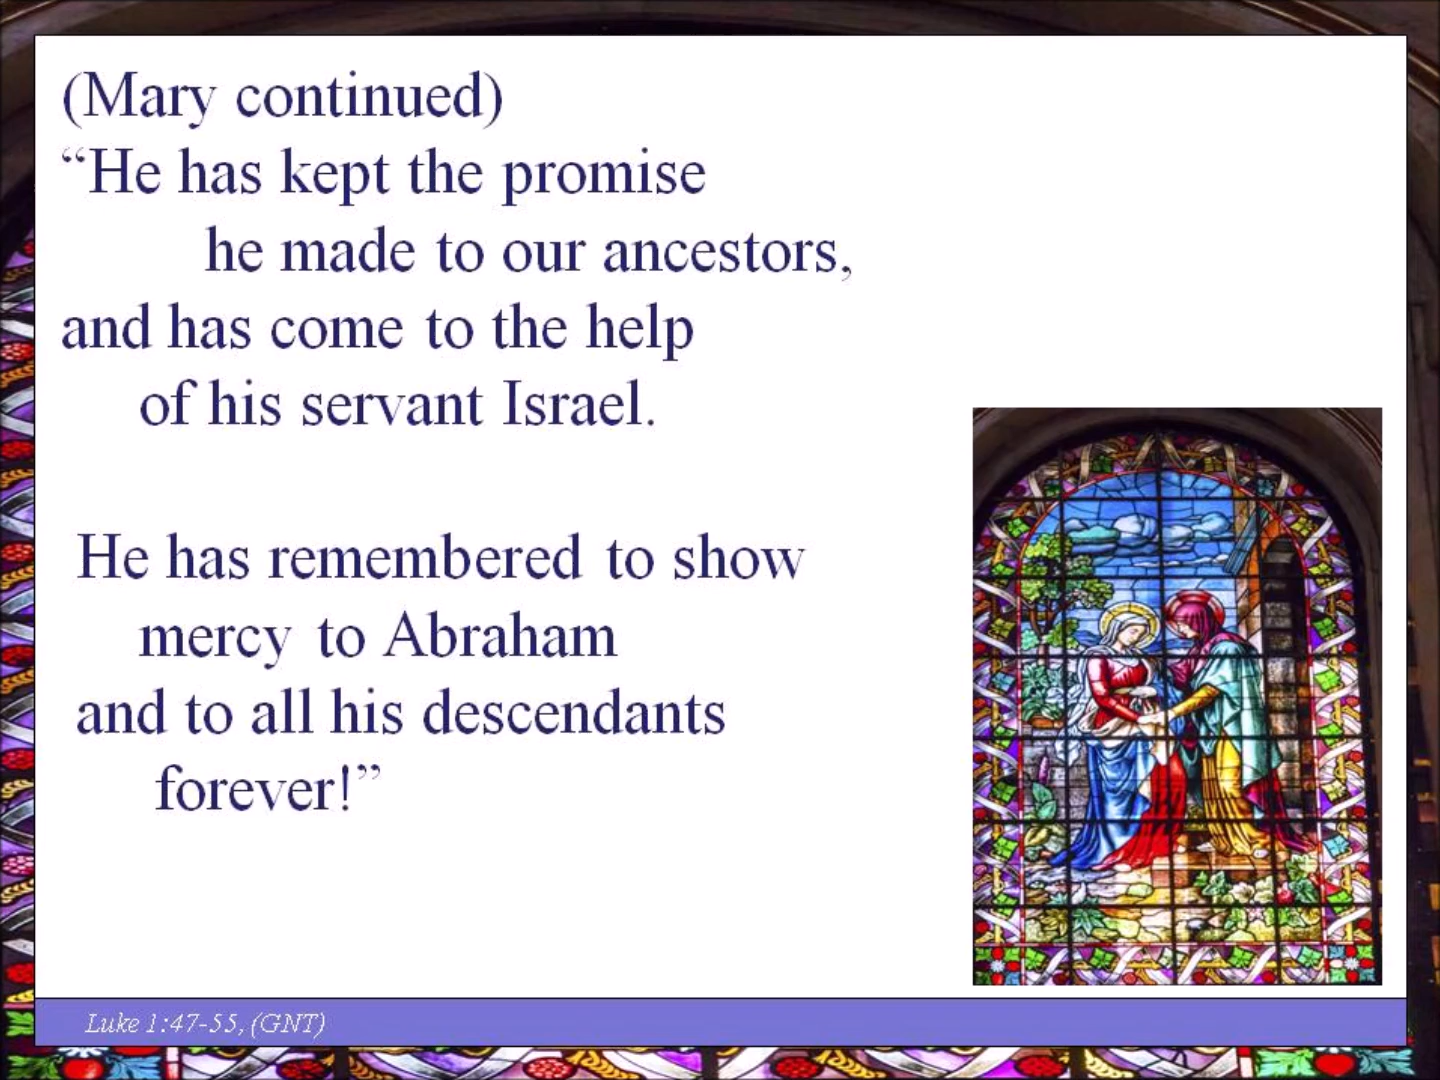 (Mary continued)
“He has kept the promise
he made to our ancestors,
and has come to the help
of his servant Israel.
He has remembered to show
mercy to Abraham
and to all his descendants
forever!”
Luke 1:47-55, (GNT)